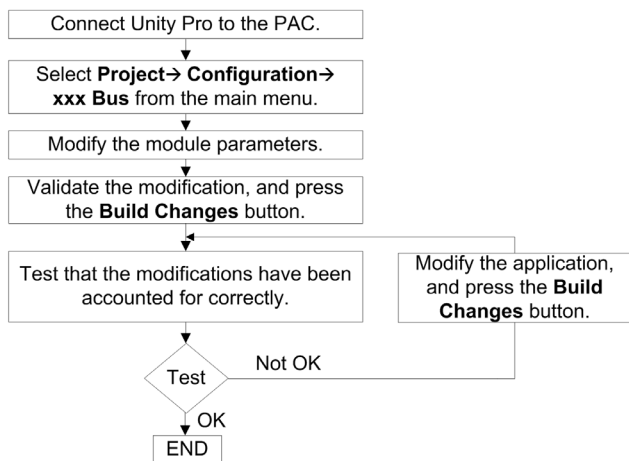 Connect Unity Pro to the PAC.
Select Project→ Configuration→
xxx Bus from the main menu.
Modify the module parameters.
Validate the modification, and press
the Build Changes button.
Test that the modifications have been
accounted for correctly.
Modify the application,
and press the Build
Changes button.
Test
Not OK
OK
END